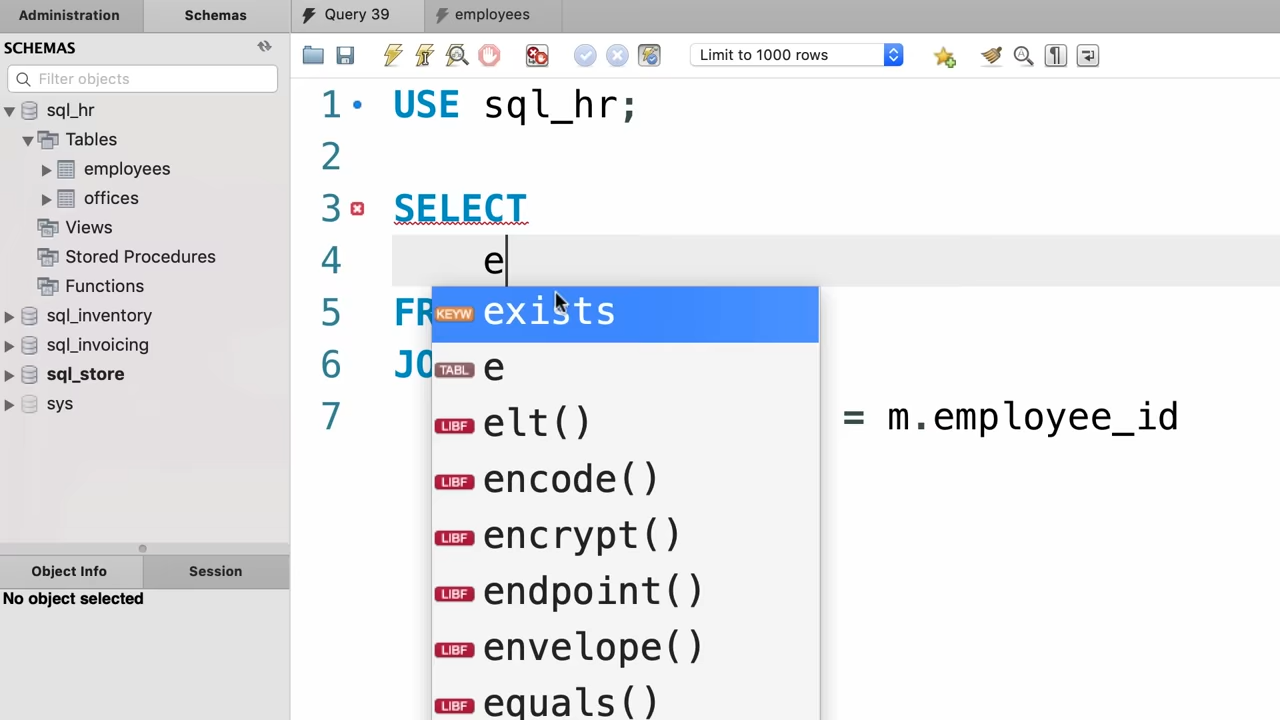 Administration
Schemas
Query 39
employees
SCHEMAS
Filter objects
Limit to 1000 rows
sql_hr
Tables
employees
offices
Views
Stored Procedures
Functions
sql_inventory
sql_invoicing
sql_store
sys
Object Info
Session
No object selected
1 USE sql_hr;
2
3 SELECT
4 e
5 FR
6 JO
7 = m.employee_id
KEYW exists
TABL e
LIBF elt()
LIBF encode()
LIBF encrypt()
LIBF endpoint()
LIBF envelope()
LIBF equals()